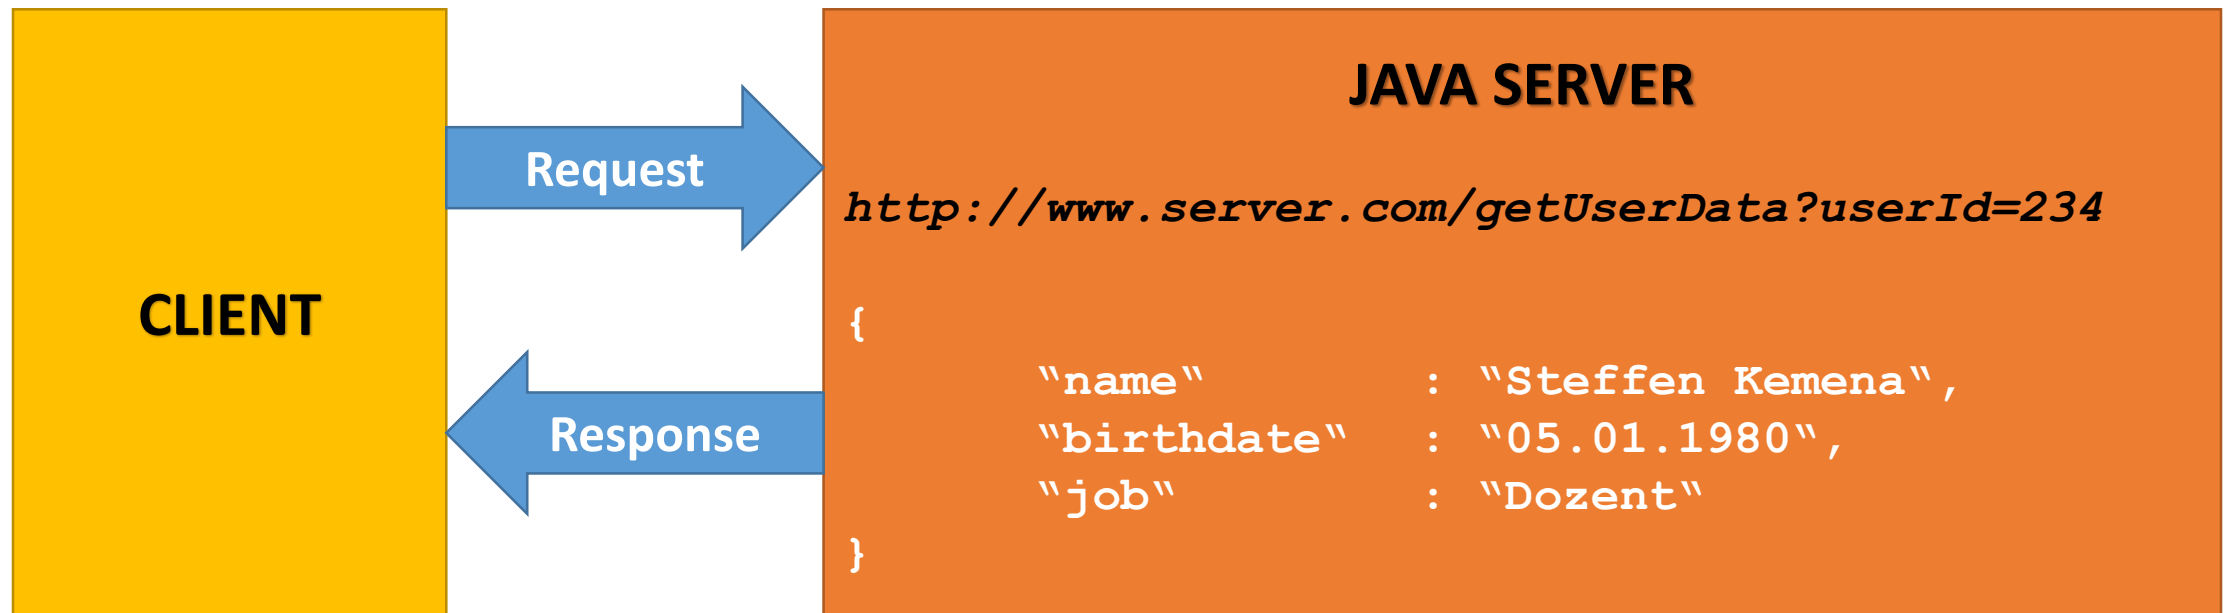 JAVA SERVER
Request
http://www.server.com/getUserData?userId=234
CLIENT
{
“name“ : “Steffen Kemena“,
“birthdate“ : “05.01.1980“,
Response
“job“ : “Dozent“
}